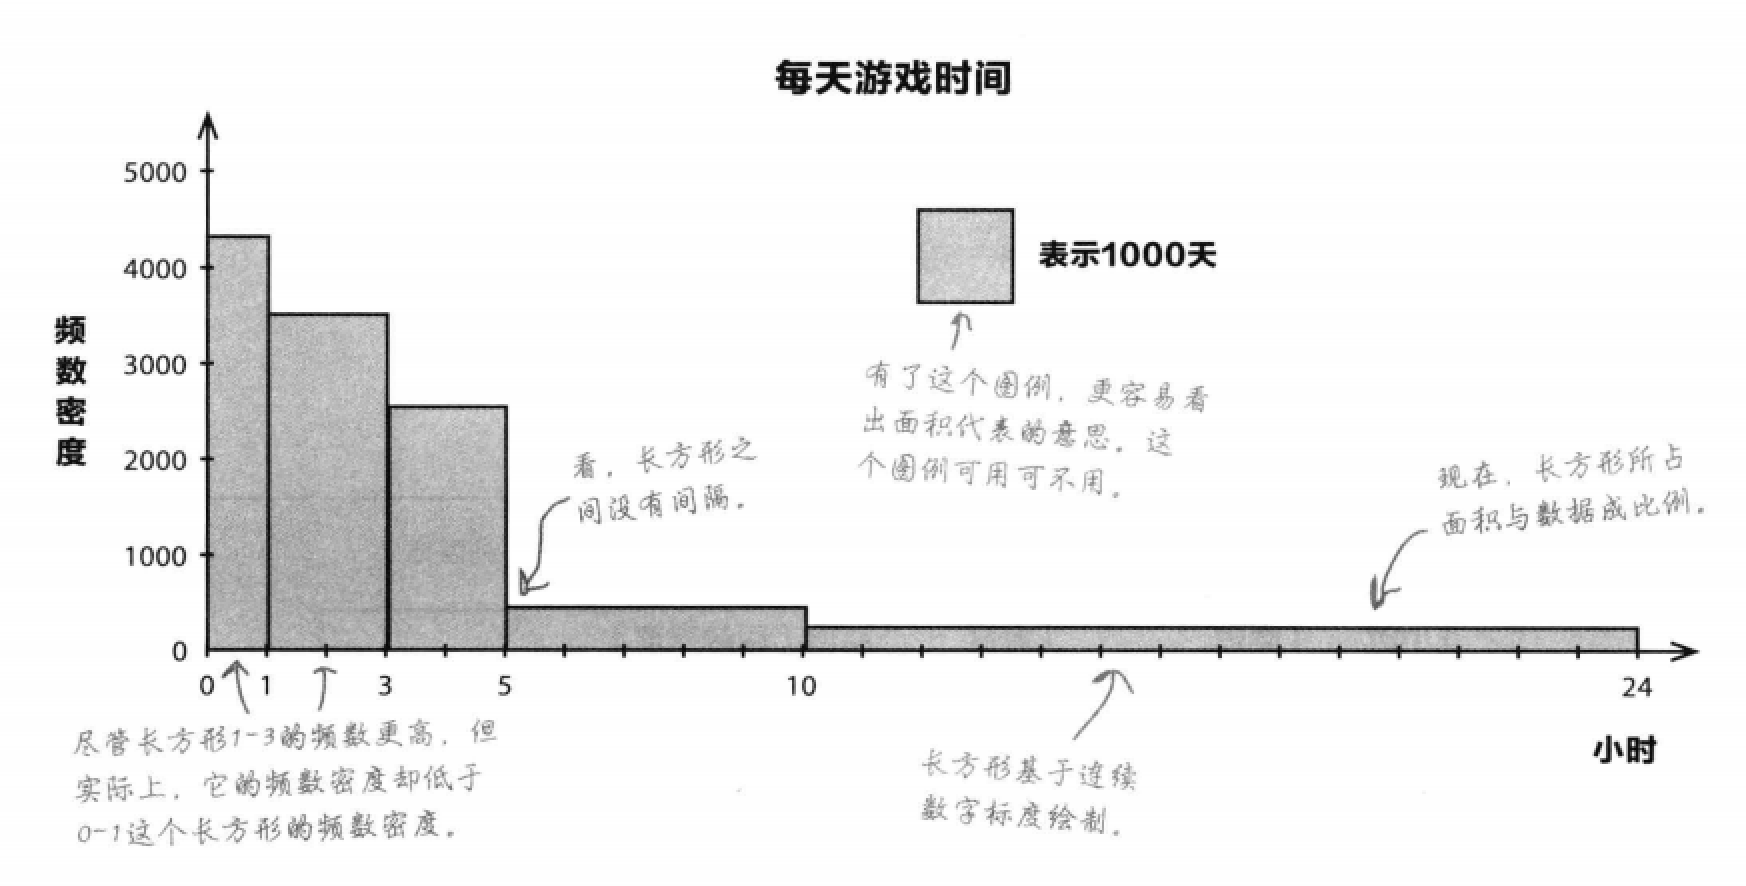 每天游戏时间
5000
4000
3000
2000
1000
0
频数密度
表示1000天
有了这个图例，更容易看
出面积代表的意思。这
个图例可用可不用。
看，长方形之
间没有间隔。
现在，长方形所占
面积与数据成比例。
0 1 3 5 10 24
小时
尽管长方形1-3的频数更高，但
实际上，它的频数密度却低于
0-1这个长方形的频数密度。
长方形基于连续
数字标度绘制。